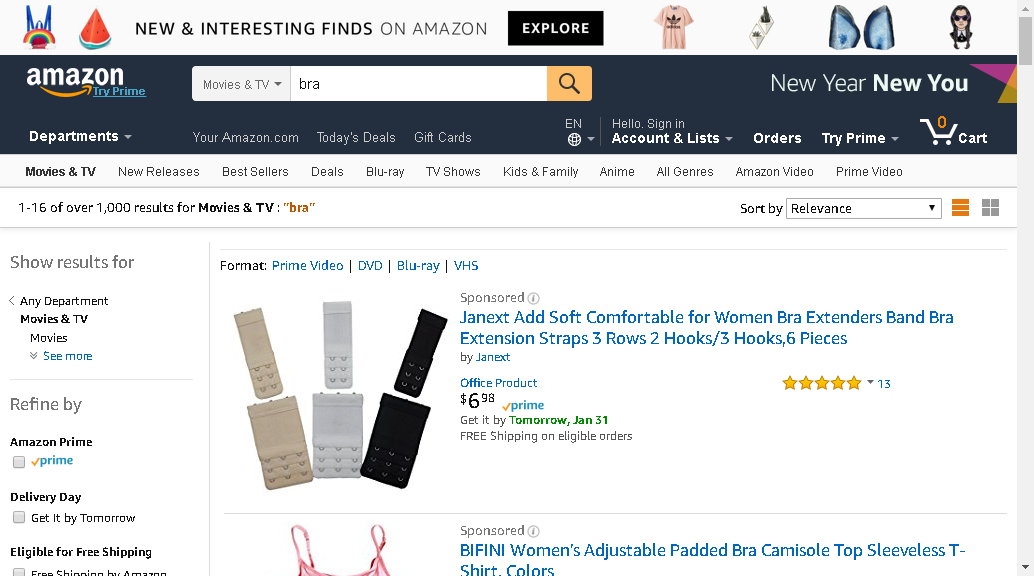 NEW & INTERESTING FINDS ON AMAZON EXPLORE
amazon
Try Prime
Movies & TV bra
New Year New You
Departments
Your Amazon.com Today's Deals Gift Cards
EN
Hello. Sign in
Account & Lists Orders Try Prime 0 Cart
Movies & TV New Releases Best Sellers Deals Blu-ray TV Shows Kids & Family Anime All Genres Amazon Video Prime Video
1-16 of over 1,000 results for Movies & TV : "bra"
Sort by Relevance
Show results for
Any Department
Movies & TV
Movies
See more
Refine by
Amazon Prime
prime
Delivery Day
Get It by Tomorrow
Eligible for Free Shipping
Free Shipping by Amazon
Format: Prime Video | DVD | Blu-ray | VHS
Sponsored
Janext Add Soft Comfortable for Women Bra Extenders Band Bra
Extension Straps 3 Rows 2 Hooks/3 Hooks,6 Pieces
by Janext
Office Product
$6.98 prime
13
Get it by Tomorrow, Jan 31
FREE Shipping on eligible orders
Sponsored
BIFINI Women's Adjustable Padded Bra Camisole Top Sleeveless T-
Shirt, Colors